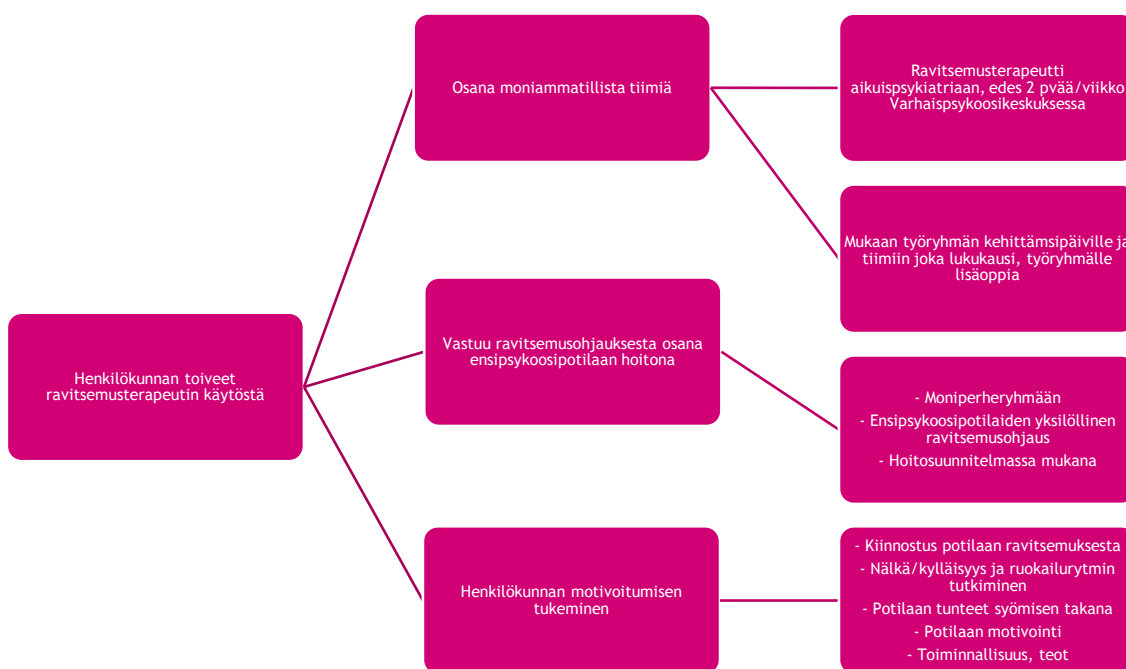 Henkilökunnan toiveet
ravitsemusterapeutin käytöstä
Osana moniammatillista tiimiä
Ravitsemusterapeutti
aikuispsykiatriaan, edes 2 pvää/viikko
Varhaispsykoosikeskuksessa
Mukaan työryhmän kehittämsipäiville ja
tiimiin joka lukukausi, työryhmälle
lisäoppia
Vastuu ravitsemusohjauksesta osana
ensipsykoosipotilaan hoitona
- Moniperheryhmään
- Ensipsykoosipotilaiden yksilöllinen
ravitsemusohjaus
- Hoitosuunnitelmassa mukana
Henkilökunnan motivoitumisen
tukeminen
- Kiinnostus potilaan ravitsemuksesta
- Nälkä/kylläisyys ja ruokailurytmin
tutkiminen
- Potilaan tunteet syömisen takana
- Potilaan motivointi
- Toiminnallisuus, teot